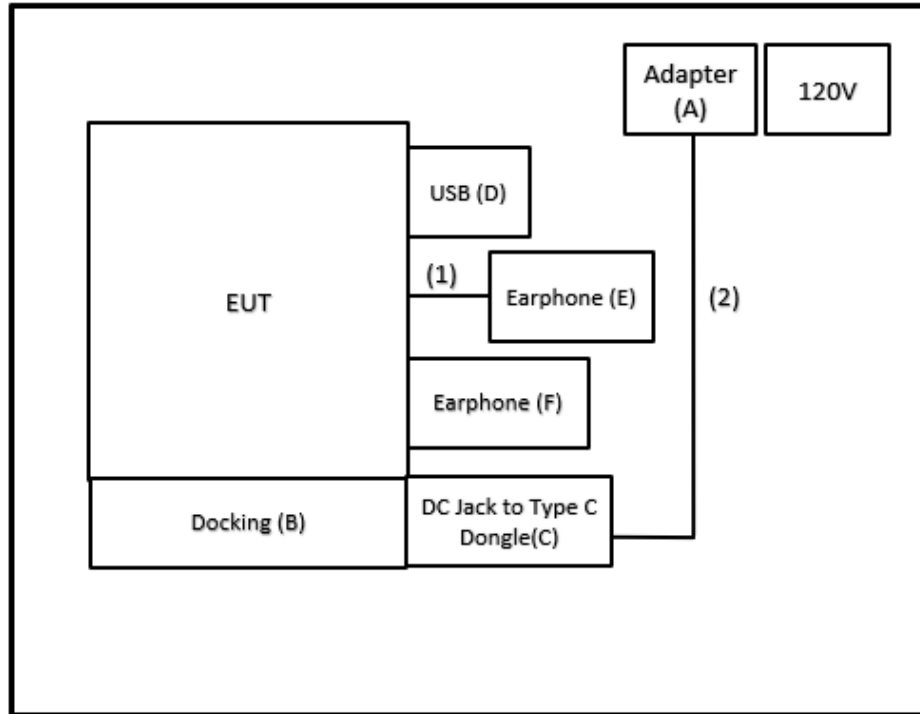 Adapter
(A)
120V
USB (D)
(1)
EUT
Earphone (E)
(2)
Earphone (F)
Docking (B)
DC Jack to Type C
Dongle(C)